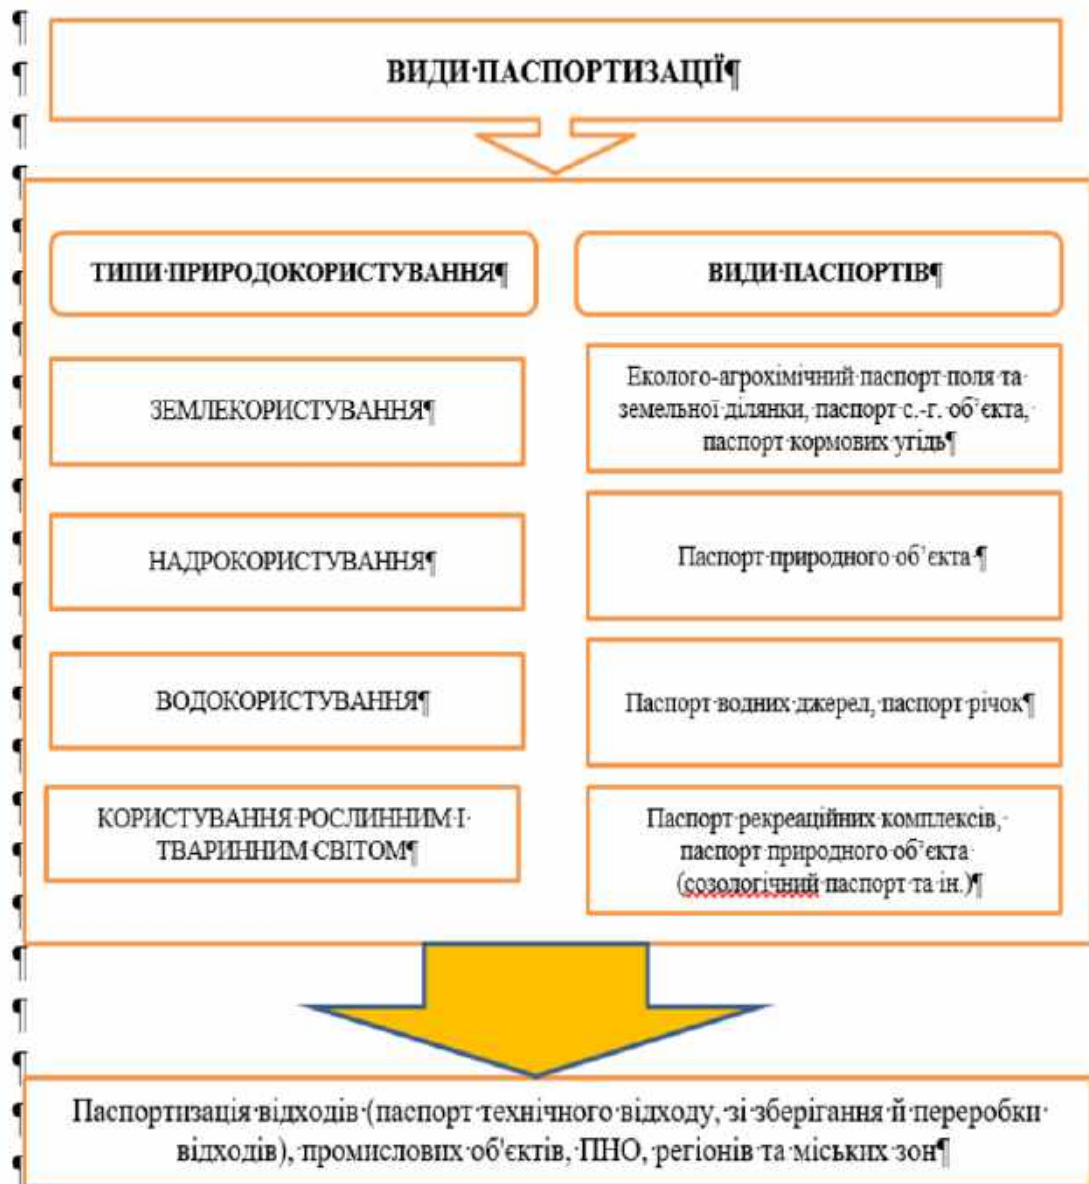 ВИДИ ПАСПОРТИЗАЦІЇ
ТИПИ ПРИРОДОКОРИСТУВАННЯ
ВИДИ ПАСПОРТІВ
ЗЕМЛЕКОРИСТУВАННЯ
Еколого-агрохімічний паспорт поля та
земельної ділянки, паспорт с.-г. об’єкта,
паспорт кормових угідь
НАДРОКОРИСТУВАННЯ
Паспорт природного об’єкта
ВОДОКОРИСТУВАННЯ
Паспорт водних джерел, паспорт річок
КОРИСТУВАННЯ РОСЛИННИМ І
ТВАРИННИМ СВІТОМ
Паспорт рекреаційних комплексів,
паспорт природного об’єкта
(созологічний паспорт та ін.)
Паспортизація відходів (паспорт технічного відходу, зі зберігання й переробки
відходів), промислових об'єктів, ПНО, регіонів та міських зон